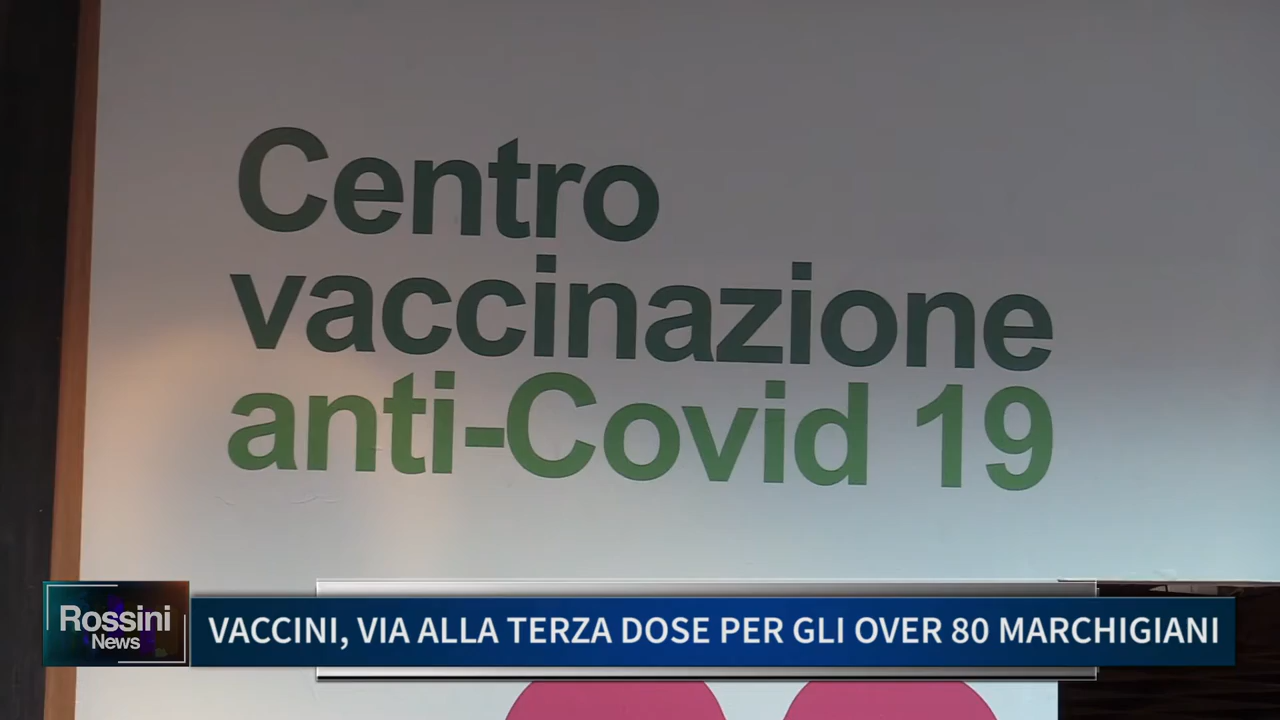 Centro
vaccinazione
anti-Covid 19
Rossini
News
VACCINI, VIA ALLA TERZA DOSE PER GLI OVER 80 MARCHIGIANI